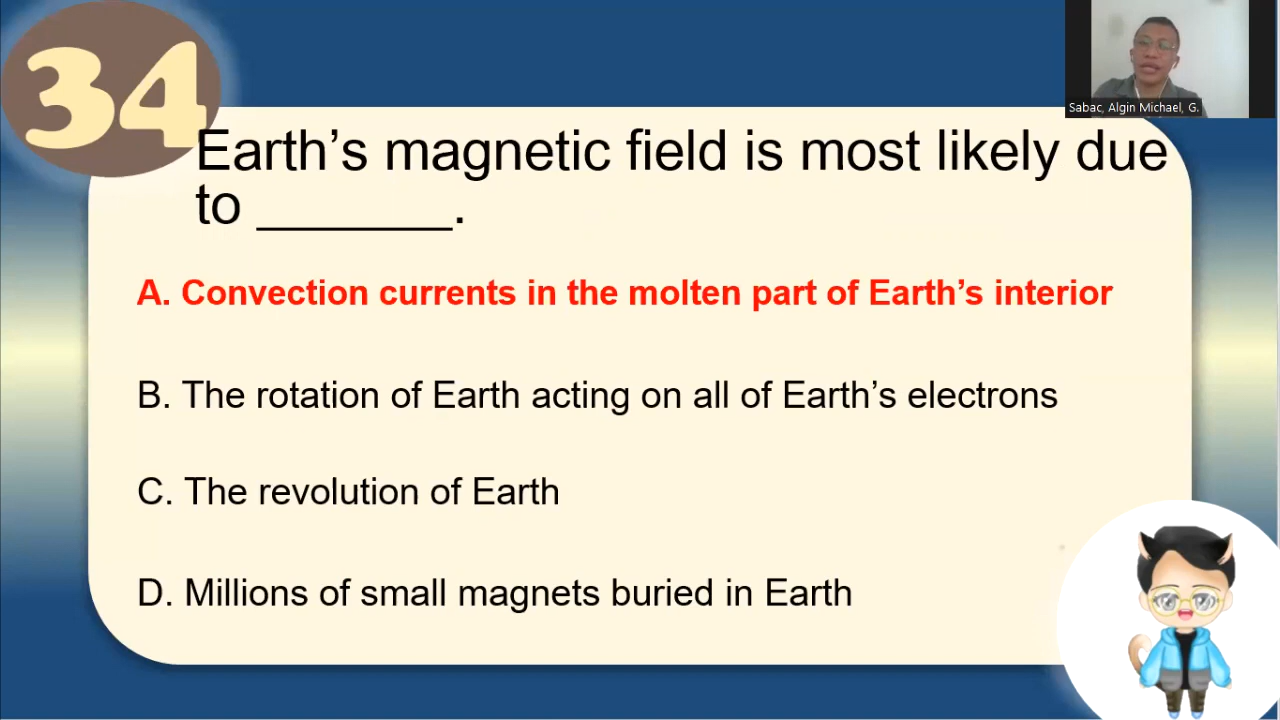 34
Sabac, Algin Michael, G.
Earth’s magnetic field is most likely due
to _______.
A. Convection currents in the molten part of Earth’s interior
B. The rotation of Earth acting on all of Earth’s electrons
C. The revolution of Earth
D. Millions of small magnets buried in Earth